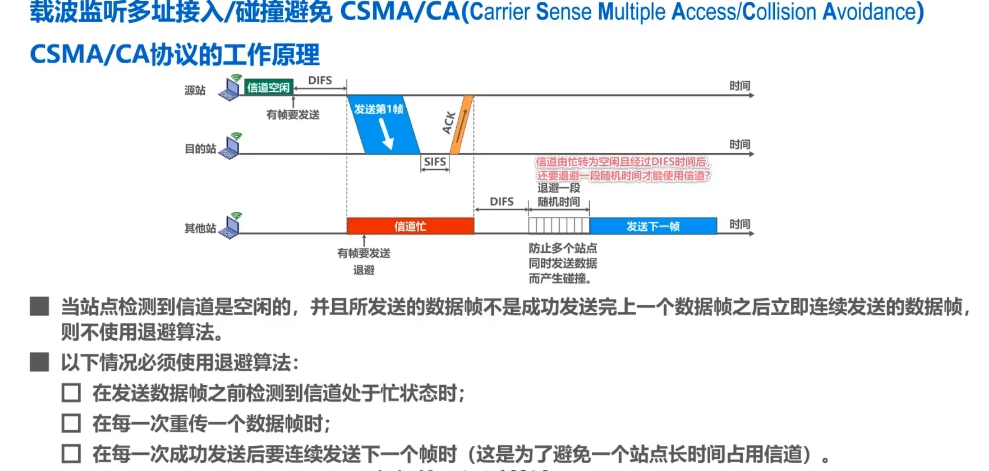 载波监听多址接入/碰撞避免 CSMA/CA(Carrier Sense Multiple Access/Collision Avoidance)
CSMA/CA协议的工作原理
源站
信道空闲
DIFS
时间
有帧要发送
发送第1帧
ACK
目的站
时间
SIFS
信道由忙转为空闲且经过DIFS时间后,
还要退避一段随机时间才能使用信道?
退避一段
随机时间
DIFS
其他站
信道忙
发送下一帧
时间
有帧要发送
退避
防止多个站点
同时发送数据
而产生碰撞。
当站点检测到信道是空闲的，并且所发送的数据帧不是成功发送完上一个数据帧之后立即连续发送的数据帧，
则不使用退避算法。
以下情况必须使用退避算法：
在发送数据帧之前检测到信道处于忙状态时；
在每一次重传一个数据帧时；
在每一次成功发送后要连续发送下一个帧时（这是为了避免一个站点长时间占用信道）。